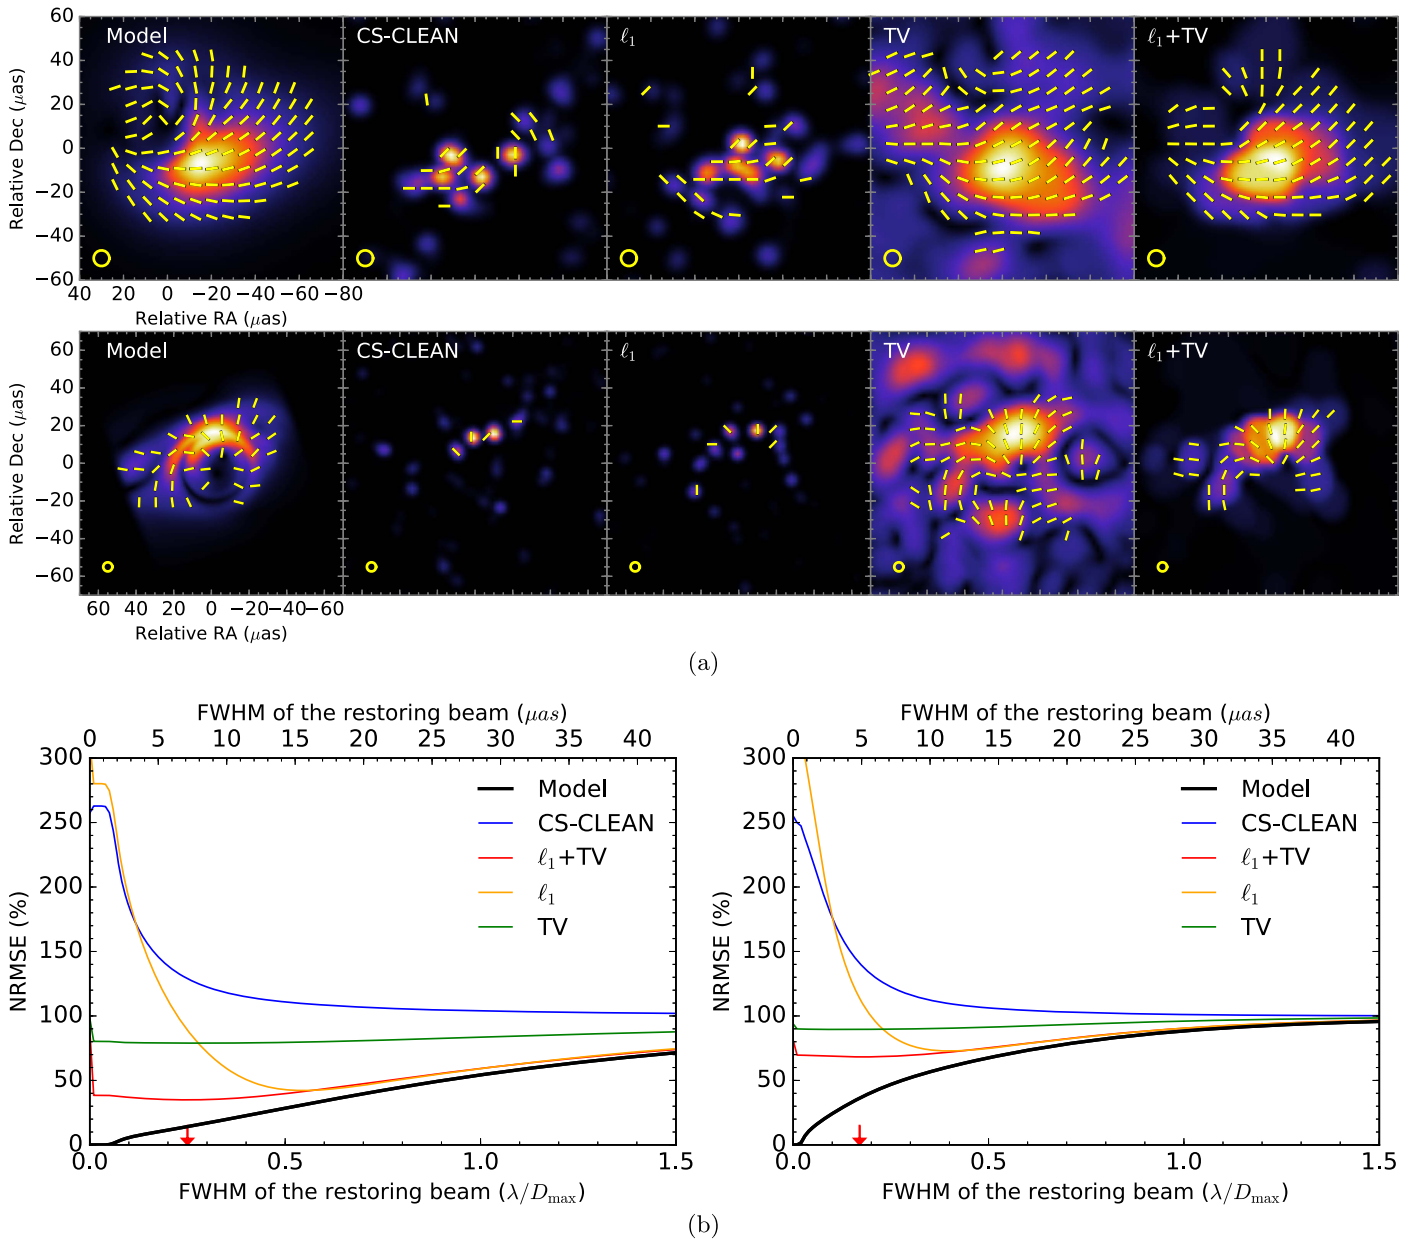 Model CS-CLEAN ℓ1 TV ℓ1+TV
60
40
20
0
−20
−40
−60
Relative Dec (μas)
40 20 0 −20 −40 −60 −80
Relative RA (μas)
Model CS-CLEAN ℓ1 TV ℓ1+TV
60
40
20
0
−20
−40
−60
Relative Dec (μas)
60 40 20 0 −20 −40 −60
Relative RA (μas)
(a)
FWHM of the restoring beam (μas)
0 5 10 15 20 25 30 35 40
300
250
200
150
100
50
0
NRMSE (%)
Model
CS-CLEAN
ℓ1+TV
ℓ1
TV
0.0 0.5 1.0 1.5
FWHM of the restoring beam (λ/Dmax)
FWHM of the restoring beam (μas)
0 5 10 15 20 25 30 35 40
300
250
200
150
100
50
0
NRMSE (%)
Model
CS-CLEAN
ℓ1+TV
ℓ1
TV
0.0 0.5 1.0 1.5
FWHM of the restoring beam (λ/Dmax)
(b)